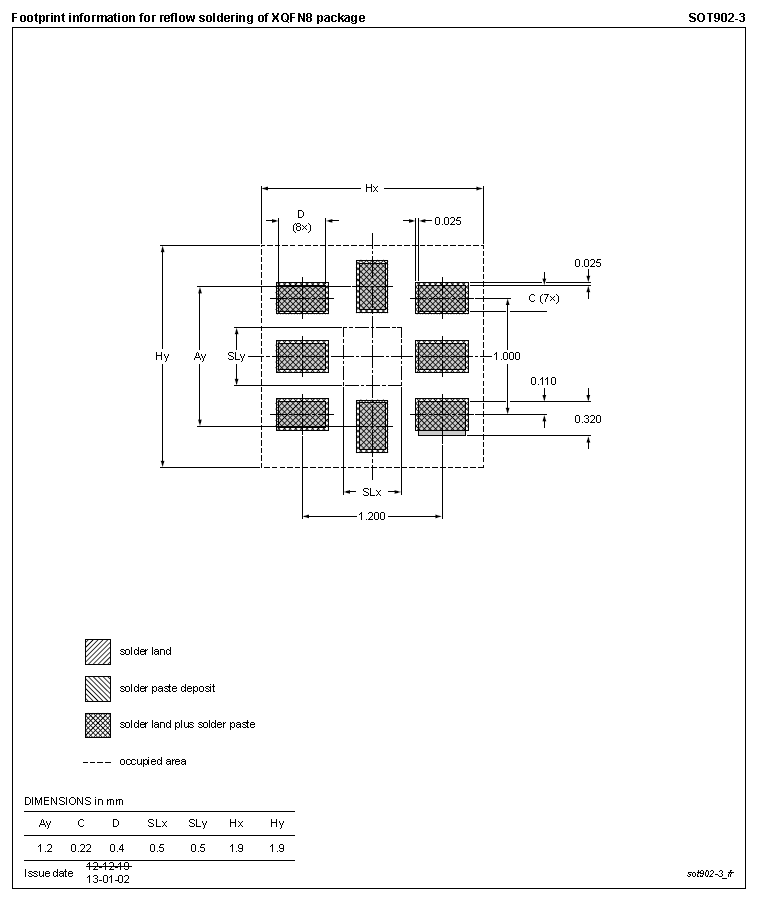 Footprint information for reflow soldering of XQFN8 package SOT902-3
Hx
D
(8×)
0.025
0.025
C (7×)
Hy
Ay
SLy
1.000
0.110
0.320
SLx
1.200
solder land
solder paste deposit
solder land plus solder paste
occupied area
DIMENSIONS in mm
Ay C D SLx SLy Hx Hy
1.2 0.22 0.4 0.5 0.5 1.9 1.9
Issue date 12-12-19
13-01-02
sot902-3_fr